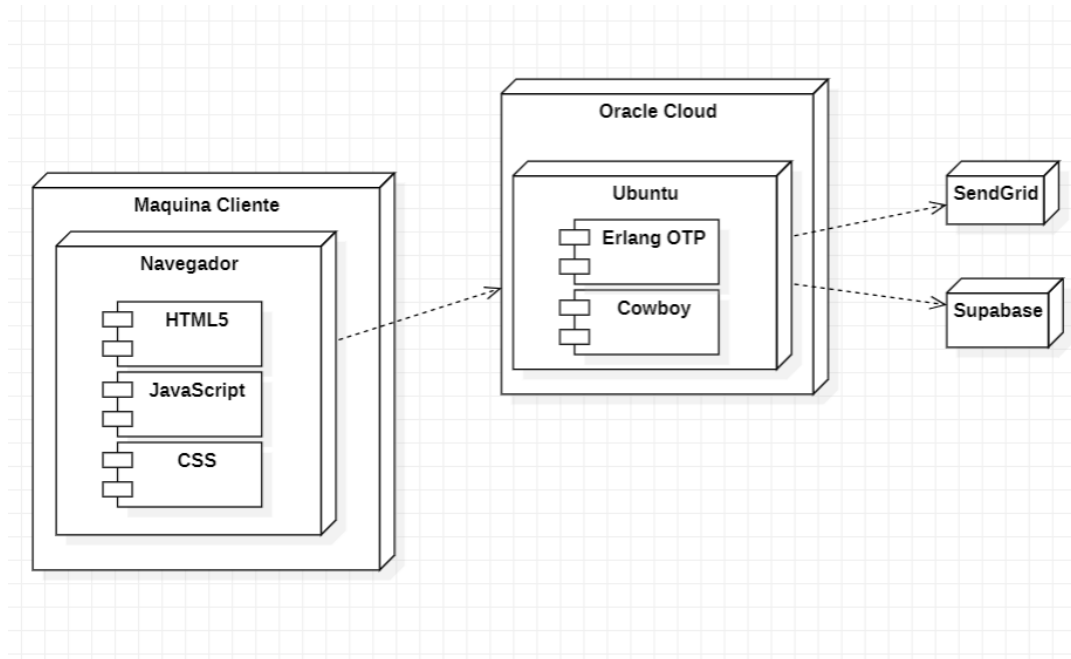 Maquina Cliente
Navegador
HTML5
JavaScript
CSS
Oracle Cloud
Ubuntu
Erlang OTP
Cowboy
SendGrid
Supabase